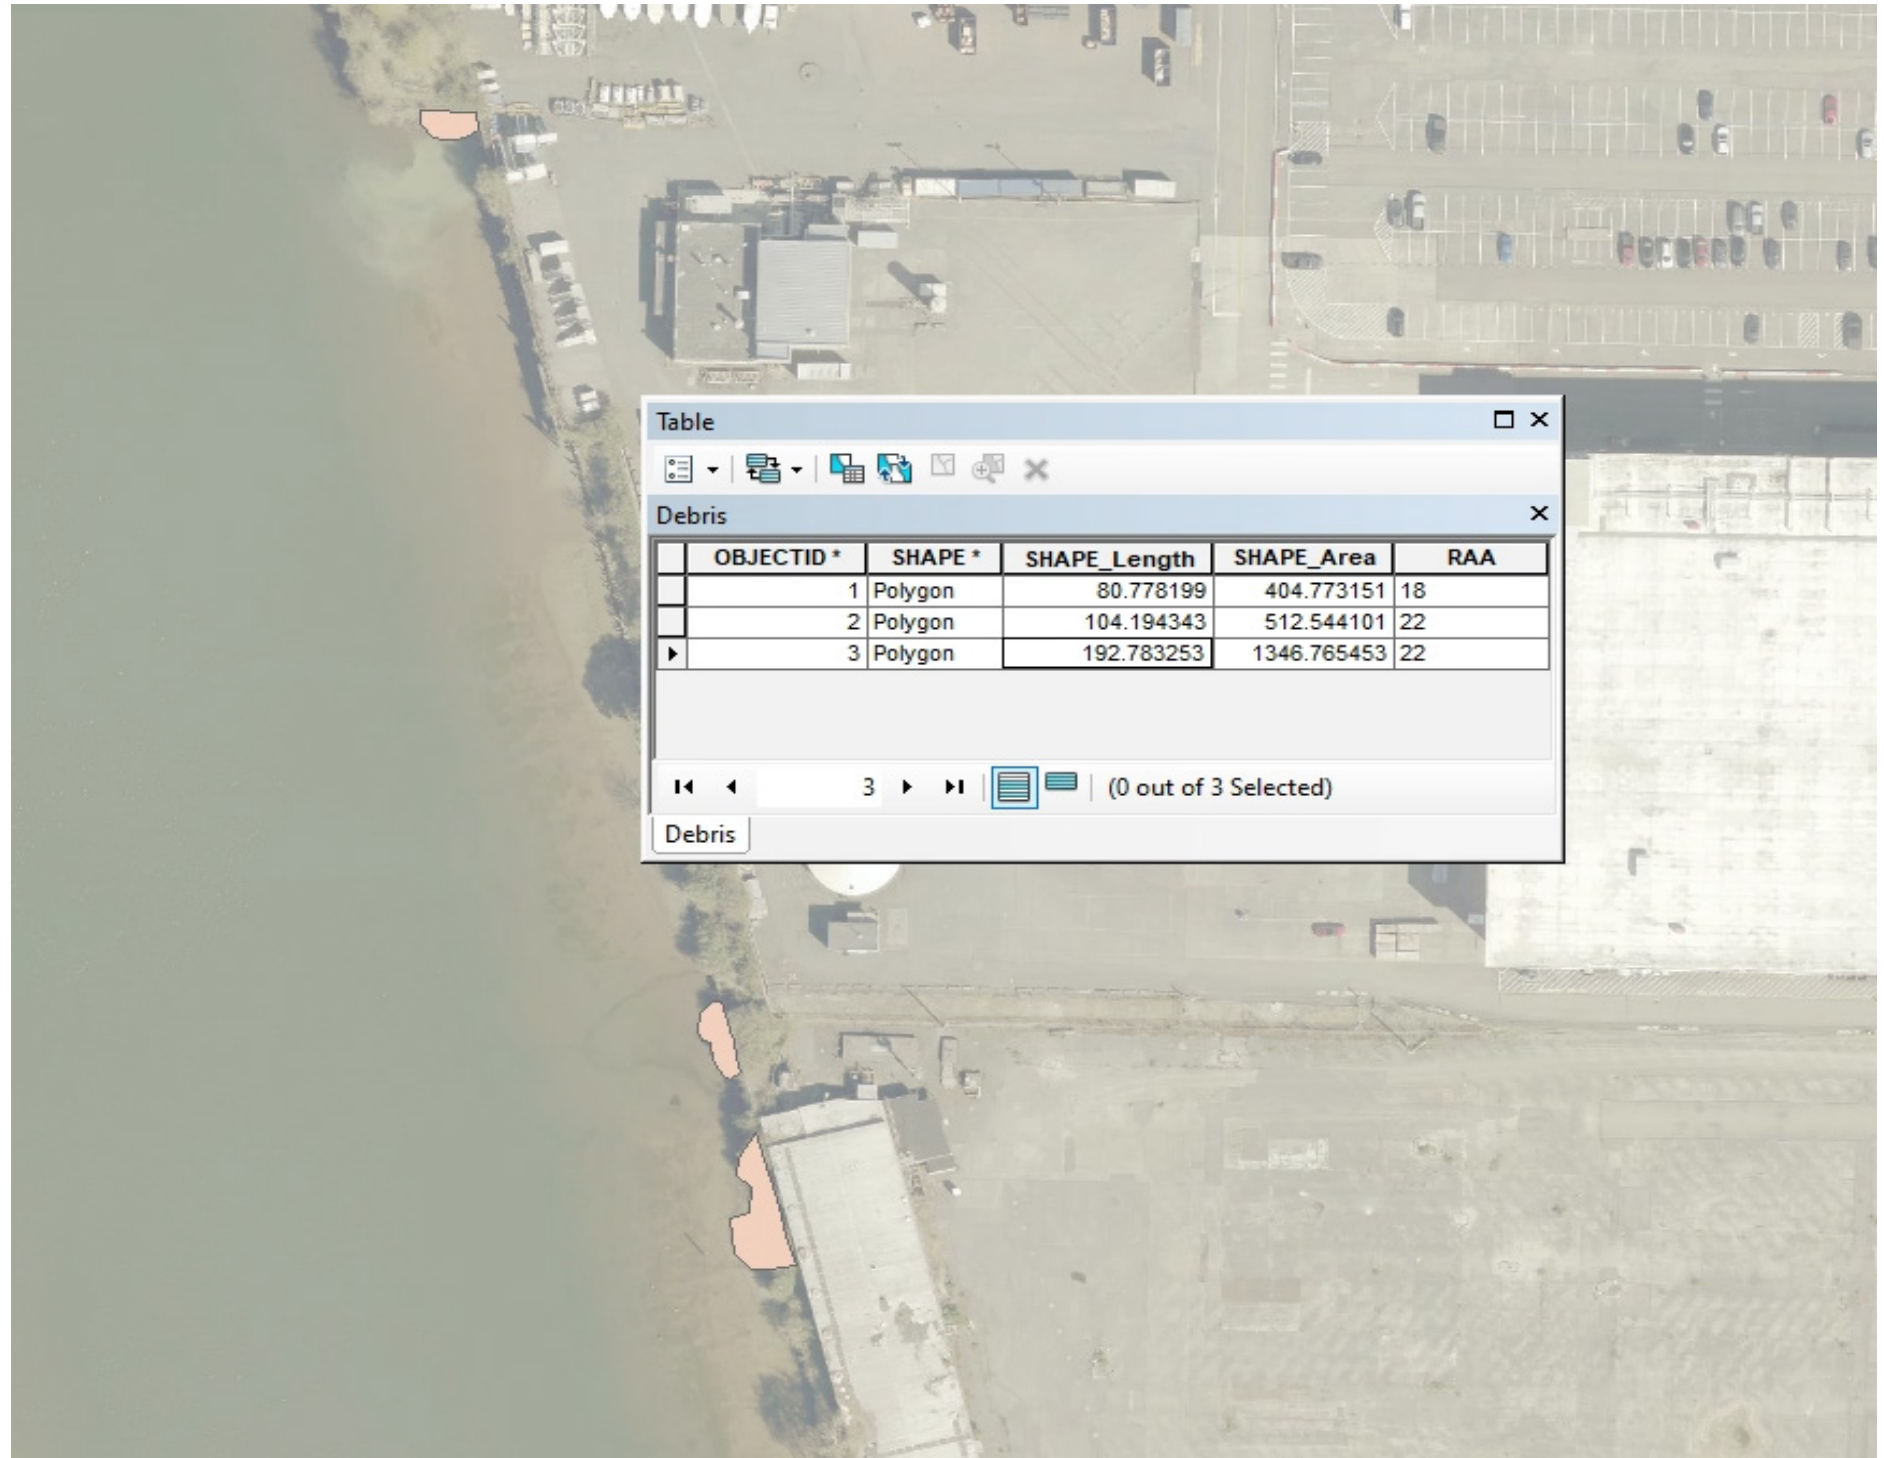 Table
Debris
OBJECTID * SHAPE * SHAPE_Length SHAPE_Area RAA
1 Polygon 80.778199 404.773151 18
2 Polygon 104.194343 512.544101 22
3 Polygon 192.783253 1346.765453 22
3 (0 out of 3 Selected)
Debris